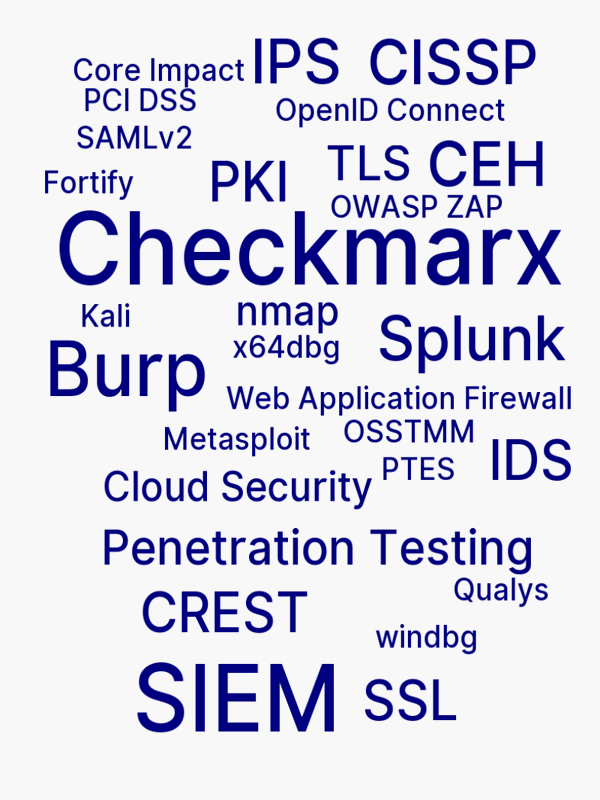 IPS CISSP
Core Impact
PCI DSS
OpenID Connect
SAMLv2
TLS CEH
Fortify
PKI
OWASP ZAP
Checkmarx
Kali
nmap
Splunk
x64dbg
Burp
Web Application Firewall
Metasploit
OSSTMM
IDS
PTES
Cloud Security
Penetration Testing
Qualys
CREST
windbg
SIEM
SSL